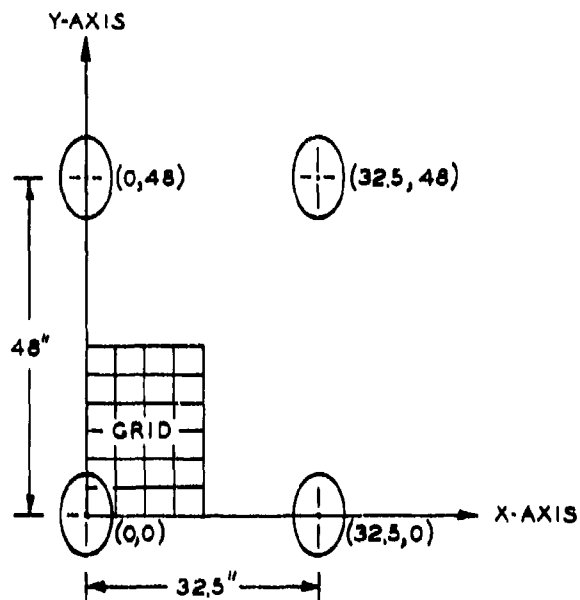 Y-AXIS
(0,48)
(32.5, 48)
48"
GRID
(0,0)
(32.5,0)
X-AXIS
32.5"